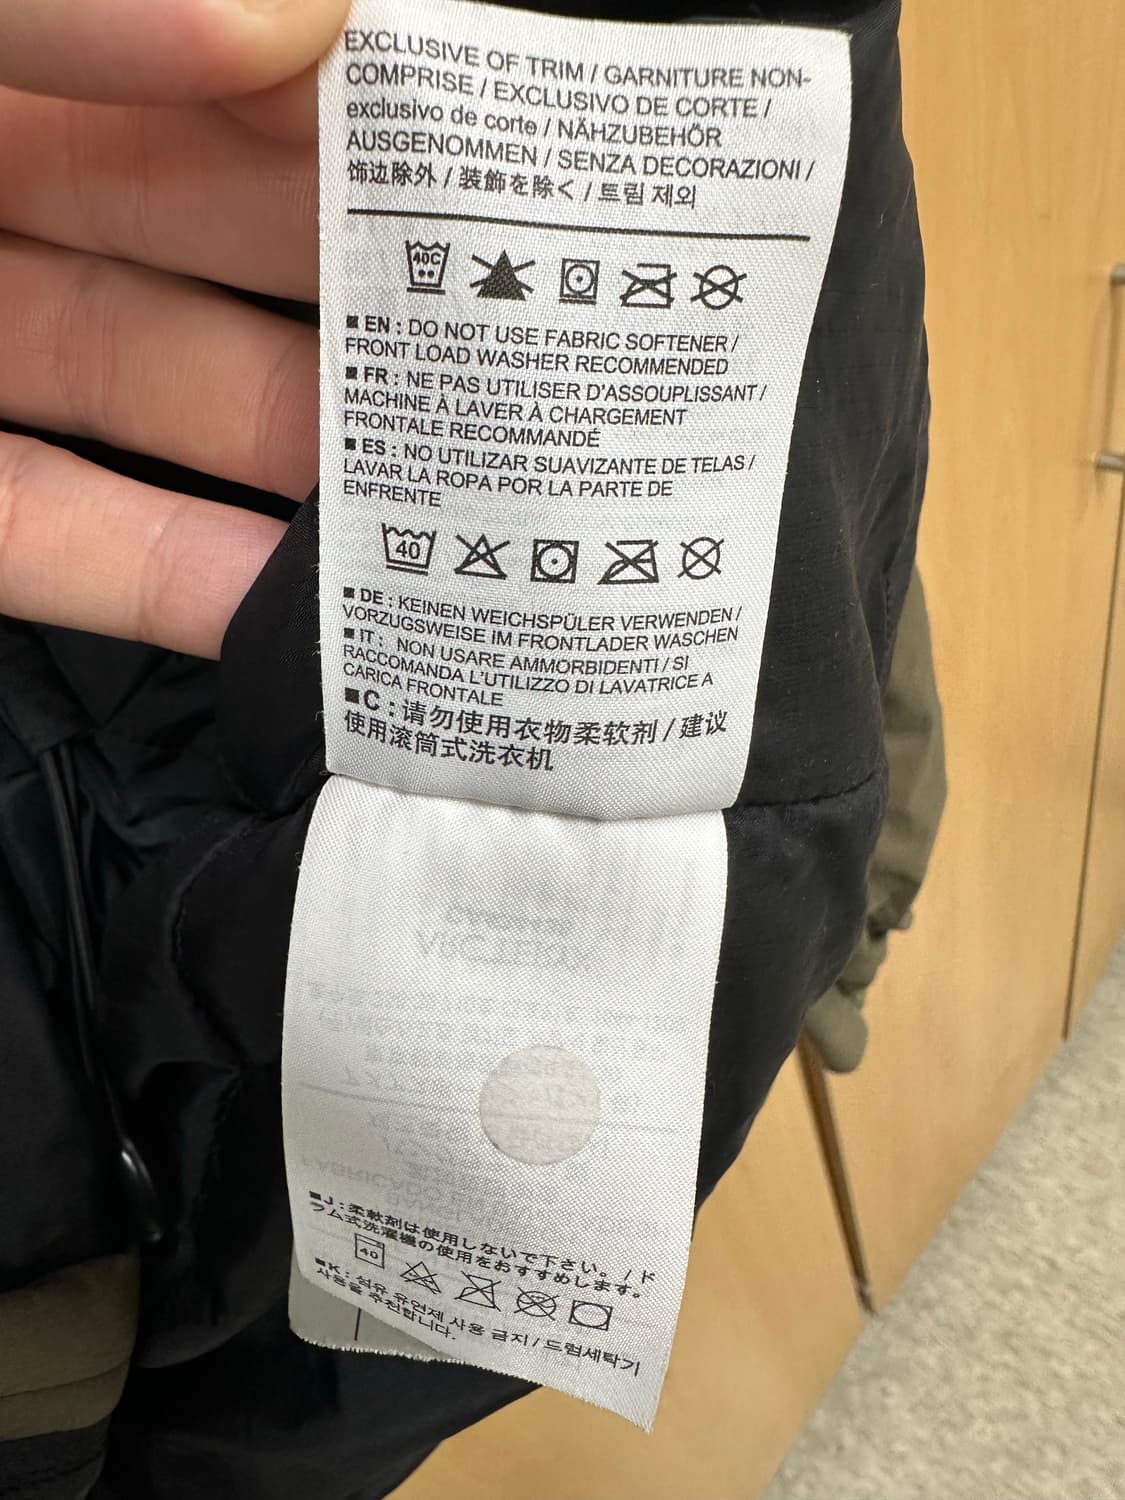 EXCLUSIVE OF TRIM / GARNITURE NON-
COMPRISE / EXCLUSIVO DE CORTE /
exclusivo de corte / NÄHZUBEHÖR
AUSGENOMMEN / SENZA DECORAZIONI /
饰边除外 / 装飾を除く / 트림 제외
40C
■ EN : DO NOT USE FABRIC SOFTENER /
FRONT LOAD WASHER RECOMMENDED
■ FR : NE PAS UTILISER D'ASSOUPLISSANT /
MACHINE À LAVER À CHARGEMENT
FRONTALE RECOMMANDÉ
■ ES : NO UTILIZAR SUAVIZANTE DE TELAS /
LAVAR LA ROPA POR LA PARTE DE
ENFRENTE
40
■ DE : KEINEN WEICHSPÜLER VERWENDEN /
VORZUGSWEISE IM FRONTLADER WASCHEN
■ IT : NON USARE AMMORBIDENTI / SI
RACCOMANDA L'UTILIZZO DI LAVATRICE A
CARICA FRONTALE
■ C : 请勿使用衣物柔软剂 / 建议
使用滚筒式洗衣机
■ J : 柔軟剤は使用しないで下さい。 / ド
ラム式洗濯機の使用をおすすめします。
40
■ K : 섬유 유연제 사용 금지 / 드럼세탁기
사용을 추천합니다.